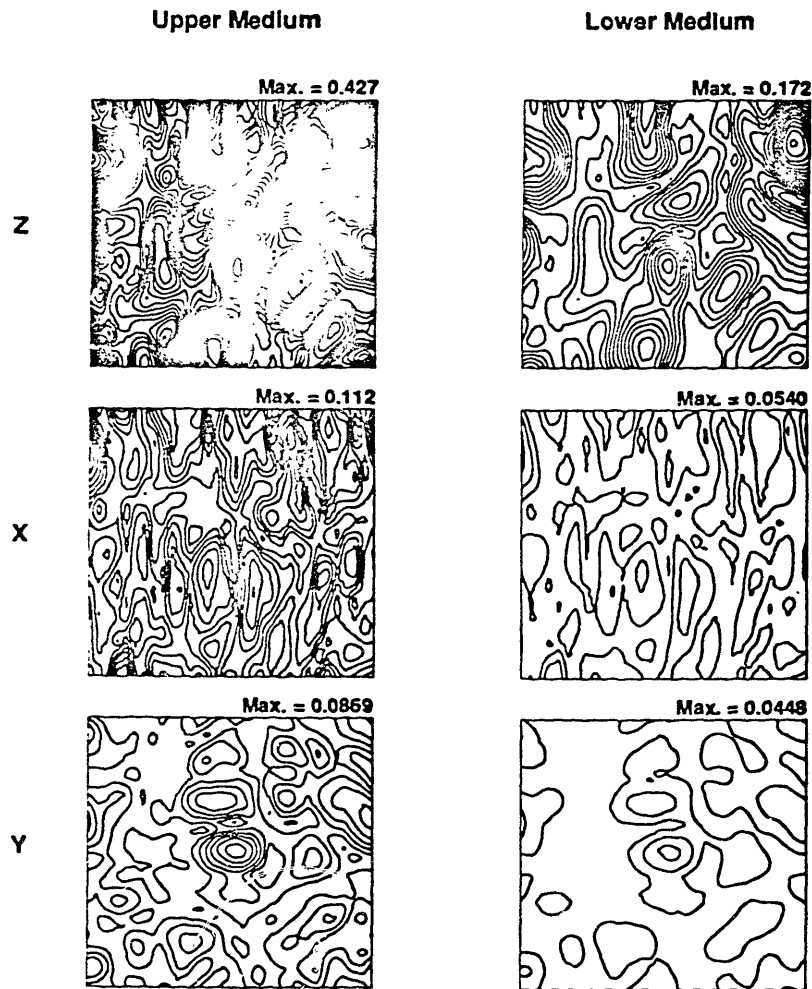 Upper Medium
Lower Medium
Max. = 0.427
Max. = 0.172
Z
Max. = 0.112
Max. = 0.0540
X
Max. = 0.0869
Max. = 0.0448
Y